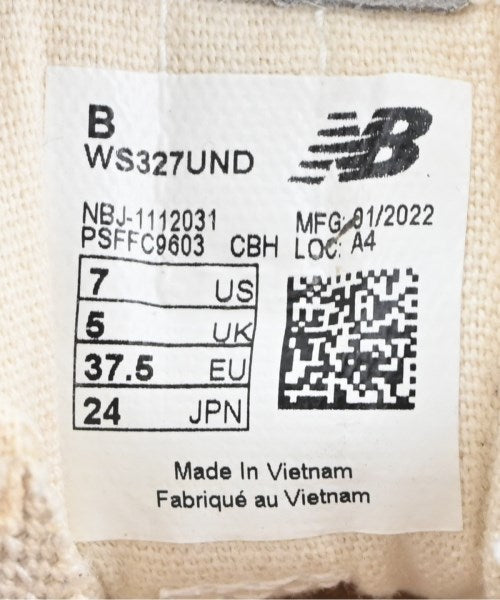 B
WS327UND
NB
NBJ-1112031
PSFFC9603 CBH
MFG: 01/2022
LOC: A4
7 US
5 UK
37.5 EU
24 JPN
Made In Vietnam
Fabriqué au Vietnam